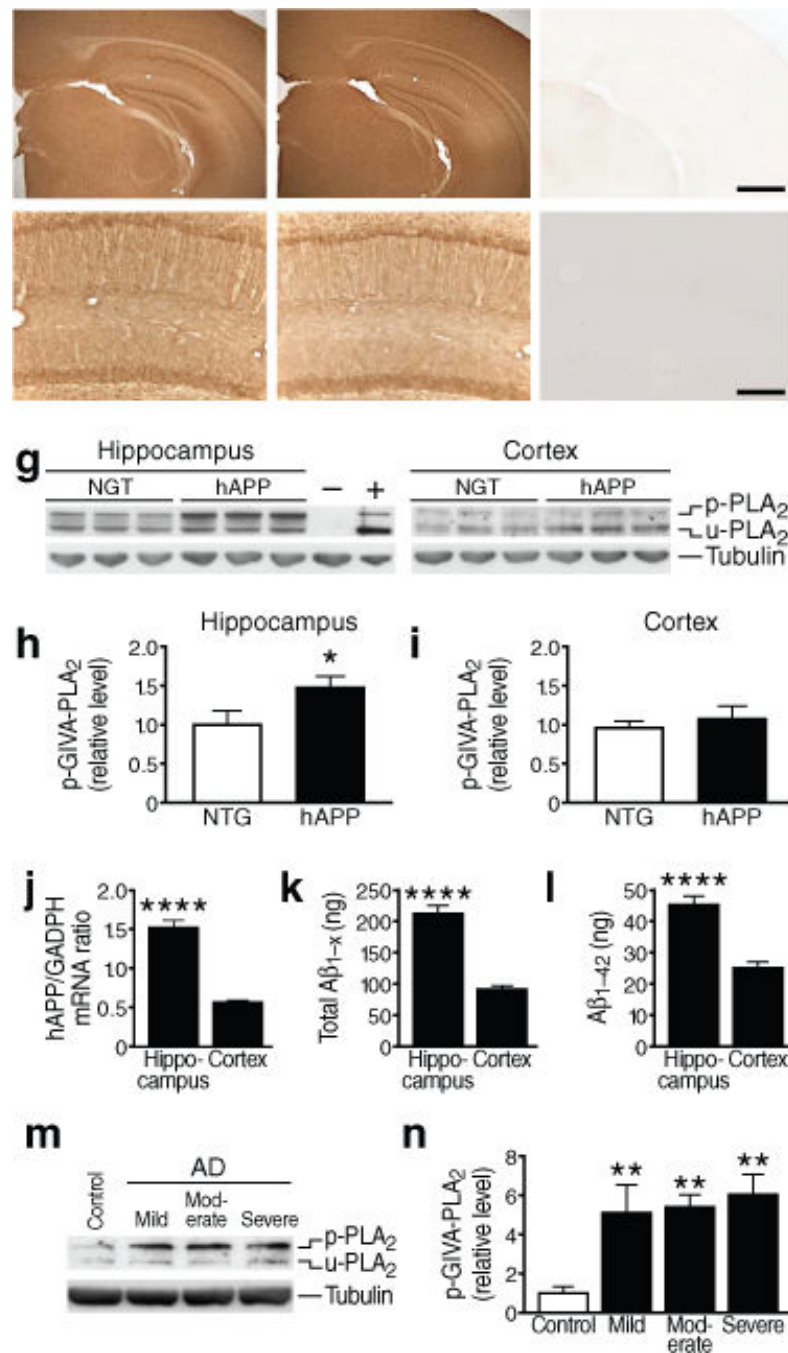 g
Hippocampus
Cortex
NGT hAPP − +
NGT hAPP
p-PLA2
u-PLA2
Tubulin
h
Hippocampus
p-GIVA-PLA2
(relative level)
2.0
*
1.5
1.0
0.5
0
NTG hAPP
i
Cortex
p-GIVA-PLA2
(relative level)
2.0
1.5
1.0
0.5
0
NTG hAPP
j
hAPP/GADPH
mRNA ratio
2.0
****
1.5
1.0
0.5
0
Hippo- Cortex
campus
k
Total Aβ1–x (ng)
250
****
200
150
100
50
0
Hippo- Cortex
campus
l
Aβ1–42 (ng)
50
****
40
30
20
10
0
Hippo- Cortex
campus
m
AD
Control
Mild
Mod-
erate
Severe
p-PLA2
u-PLA2
Tubulin
n
p-GIVA-PLA2
(relative level)
8
** ** **
6
4
2
0
Control Mild Mod- Severe
erate